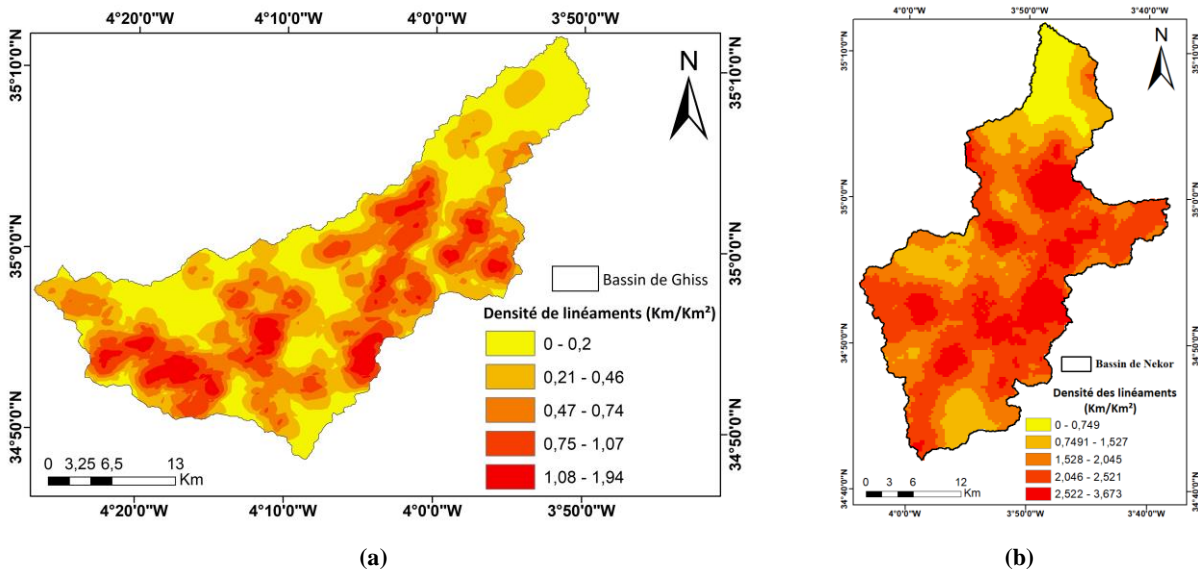 4°20'0"W 4°10'0"W 4°0'0"W 3°50'0"W
35°10'0"N
35°0'0"N
34°50'0"N
35°10'0"N
35°0'0"N
34°50'0"N
N
Bassin de Ghiss
Densité de linéaments (Km/Km²)
0 - 0,2
0,21 - 0,46
0,47 - 0,74
0,75 - 1,07
1,08 - 1,94
0 3,25 6,5 13
Km
4°20'0"W 4°10'0"W 4°0'0"W 3°50'0"W
(a)
4°0'0"W 3°50'0"W 3°40'0"W
35°10'0"N
35°0'0"N
34°50'0"N
34°40'0"N
35°10'0"N
35°0'0"N
34°50'0"N
34°40'0"N
N
Bassin de Nekor
Densité des linéaments
(Km/Km²)
0 - 0,749
0,7491 - 1,527
1,528 - 2,045
2,046 - 2,521
2,522 - 3,673
0 3 6 12
Km
4°0'0"W 3°50'0"W 3°40'0"W
(b)